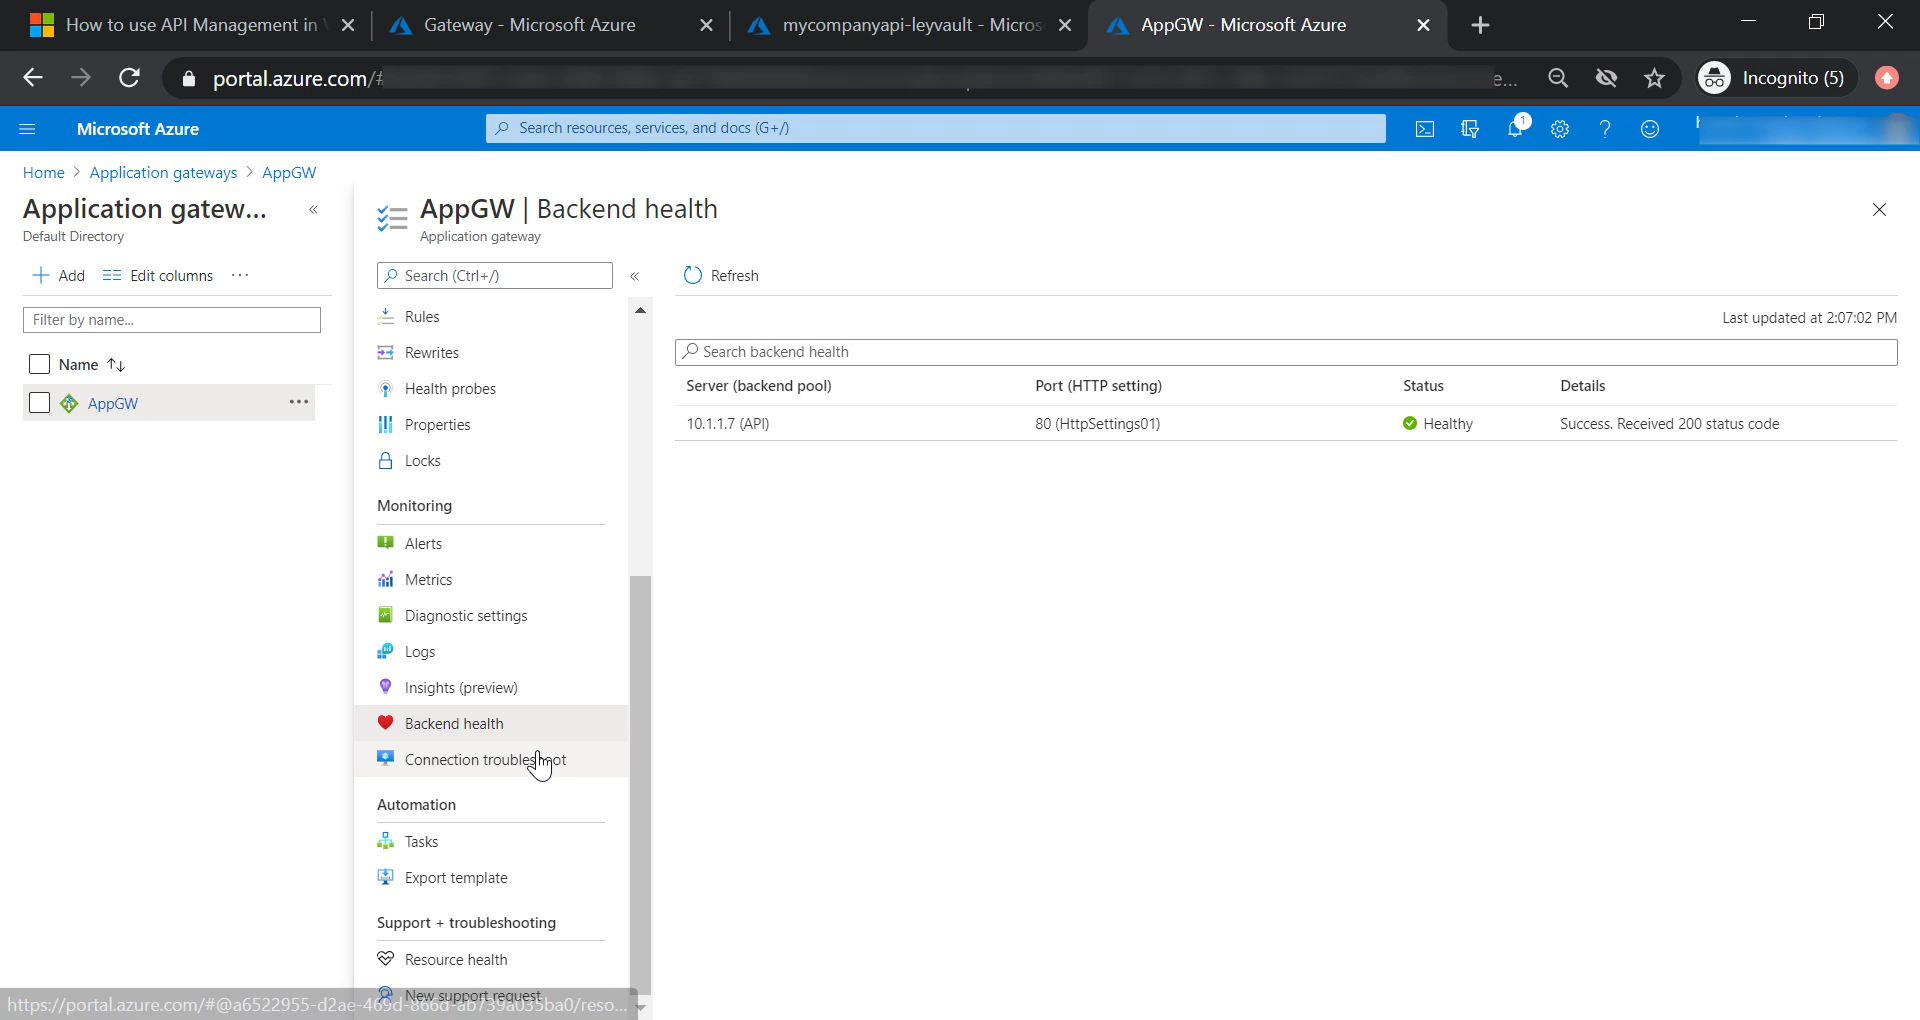 How to use API Management in
Gateway - Microsoft Azure
mycompanyapi-leyvault - Micros
AppGW - Microsoft Azure
portal.azure.com/#
e...
Incognito (5)
Microsoft Azure
Search resources, services, and docs (G+/)
1
Home > Application gateways > AppGW
Application gatew...
«
Default Directory
+ Add
Edit columns
...
Filter by name...
Name ↑↓
AppGW
...
AppGW | Backend health
Application gateway
Search (Ctrl+/)
«
Rules
Rewrites
Health probes
Properties
Locks
Monitoring
Alerts
Metrics
Diagnostic settings
Logs
Insights (preview)
Backend health
Connection troubleshoot
Automation
Tasks
Export template
Support + troubleshooting
Resource health
New support request
Refresh
Last updated at 2:07:02 PM
Search backend health
Server (backend pool) Port (HTTP setting) Status Details
10.1.1.7 (API) 80 (HttpSettings01) Healthy Success. Received 200 status code
https://portal.azure.com/#@a6522955-d2ae-469d-866d-ab739a035ba0/reso...